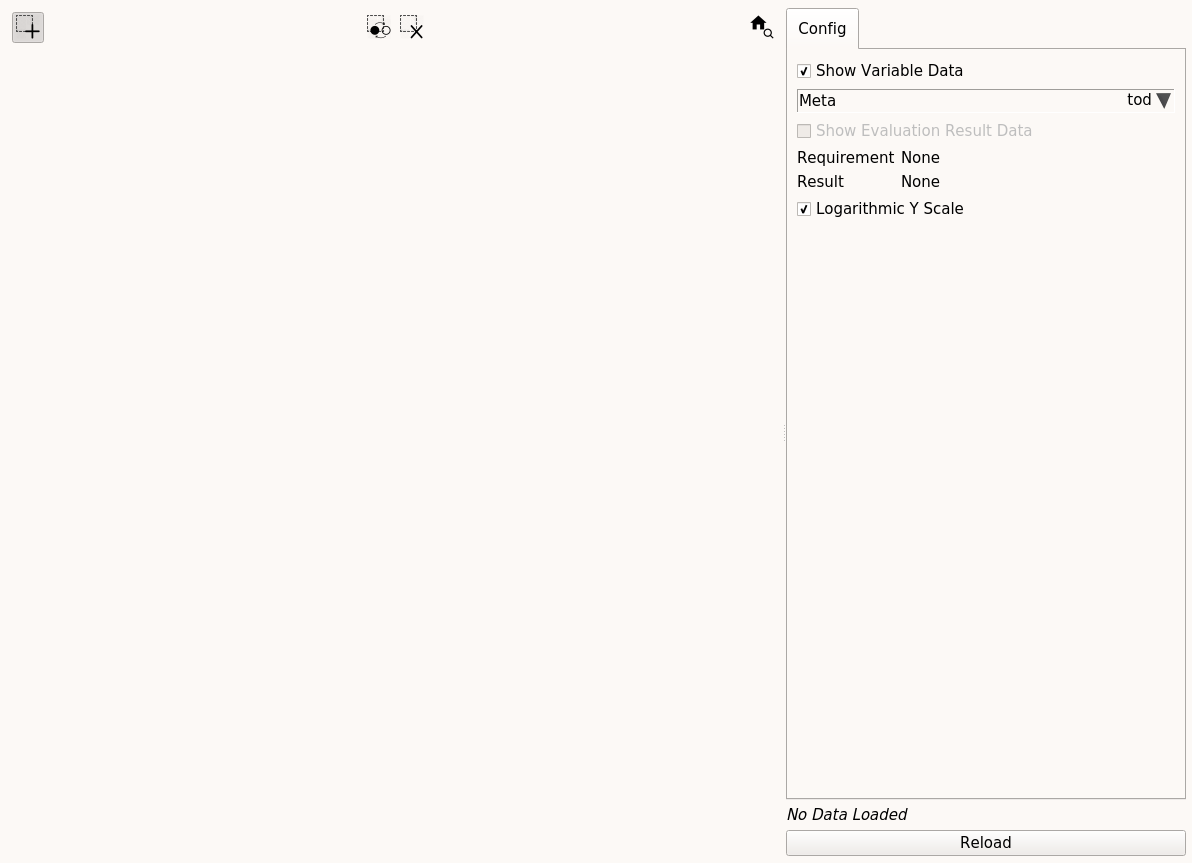 Config
Show Variable Data
Meta tod
Show Evaluation Result Data
Requirement None
Result None
Logarithmic Y Scale
No Data Loaded
Reload